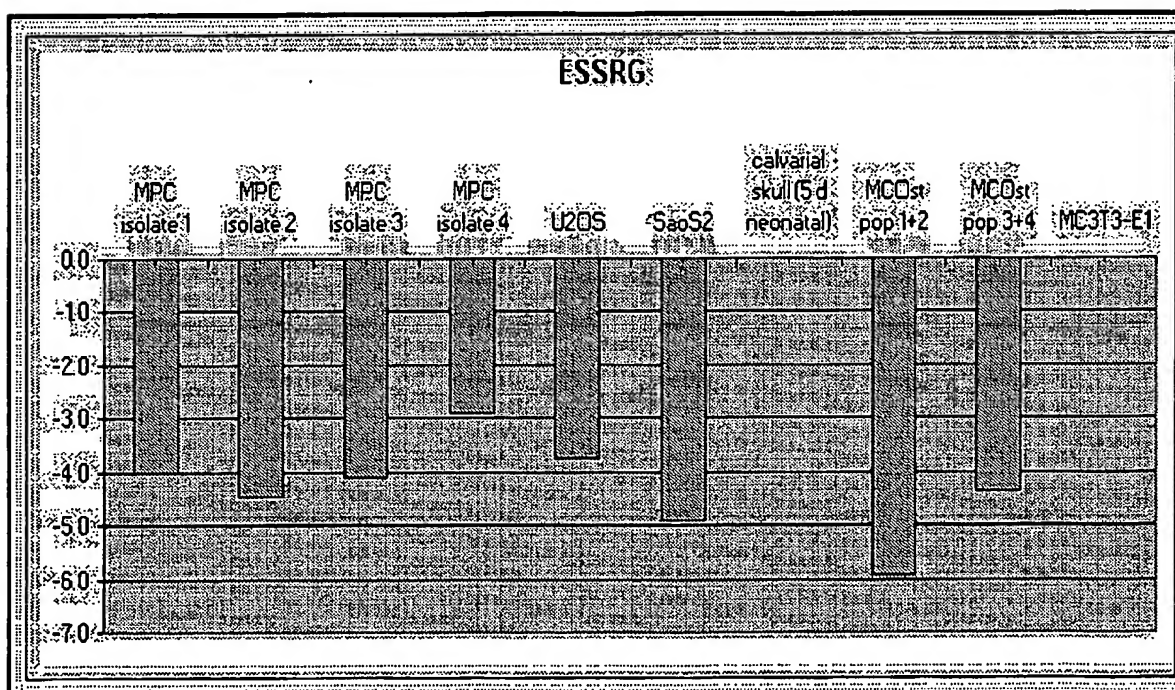 ESSRG
MPC
isolate 1
MPC
isolate 2
MPC
isolate 3
MPC
isolate 4
U2OS
SaoS2
calvarial
skull (5 d
neonatal)
MCOst
pop 1+2
MCOst
pop 3+4
MC3T3-E1
0.0
-1.0
-2.0
-3.0
-4.0
-5.0
-6.0
-7.0